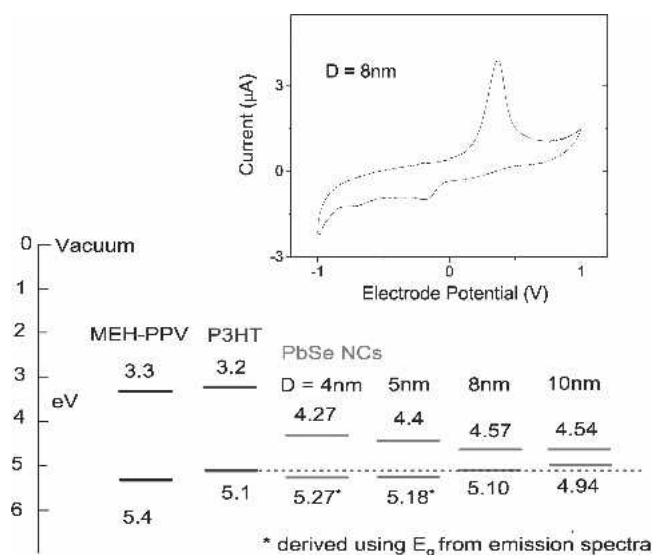 D = 8nm
3
0
-3
Current (µA)
-1 0 1
Electrode Potential (V)
0 Vacuum
1
2
3
4
5
6
eV
MEH-PPV P3HT
PbSe NCs
D = 4nm 5nm 8nm 10nm
3.3 3.2
4.27 4.4 4.57 4.54
5.4 5.1 5.27* 5.18* 5.10 4.94
* derived using Eg from emission spectra